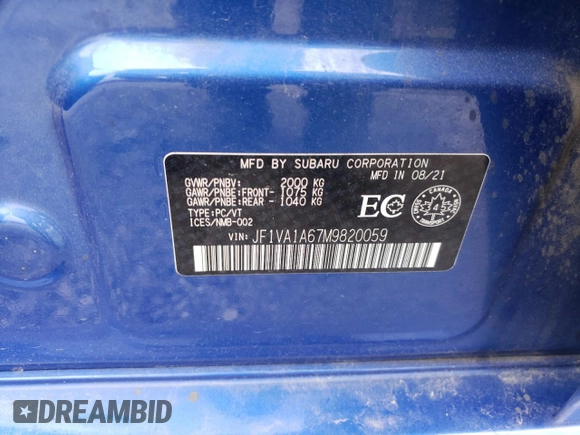 MFD BY SUBARU CORPORATION
MFD IN 08/21
GVWR/PNBV: 2000 KG
GAWR/PNBE:FRONT- 1075 KG
GAWR/PNBE:REAR - 1040 KG
TYPE:PC/VT
ICES/NMB-002
EC
CANADA
VIN: JF1VA1A67M9820059
DREAMBID